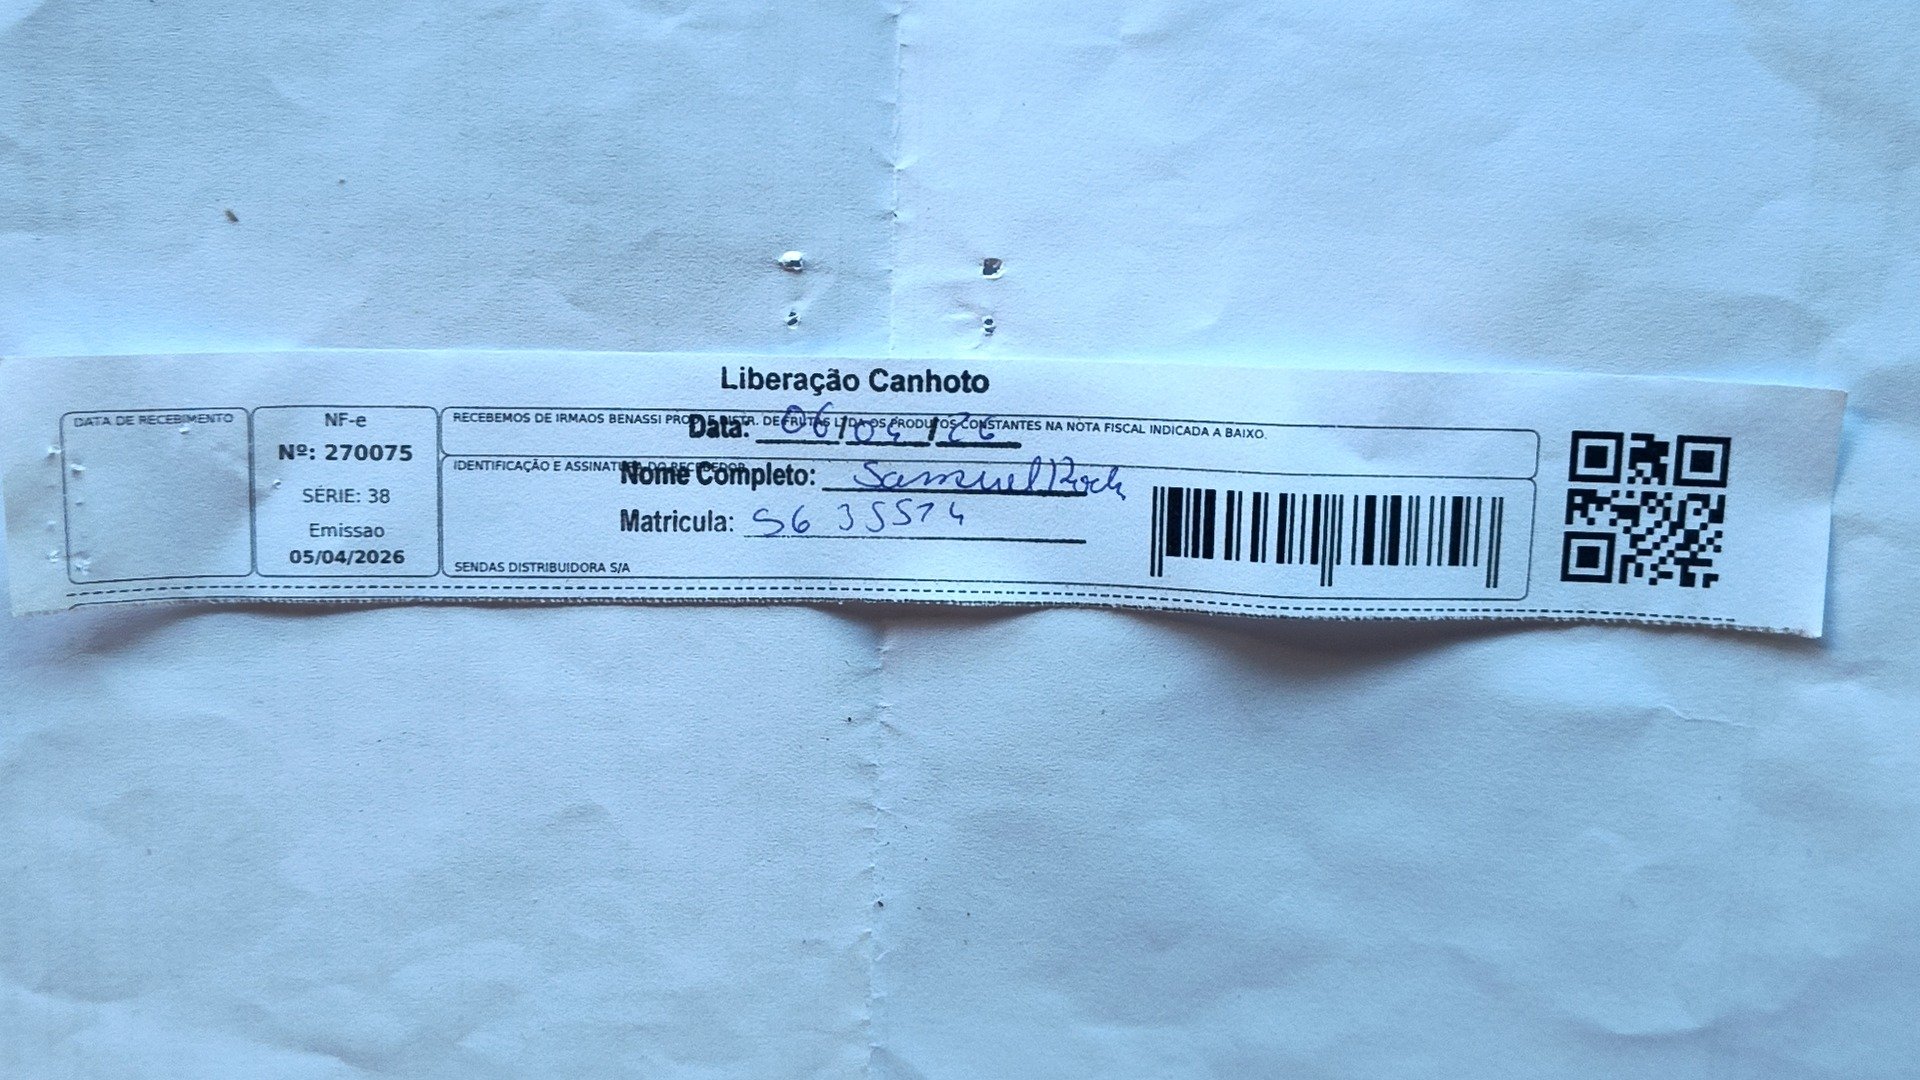 Liberação Canhoto
DATA DE RECEBIMENTO
NF-e
Nº: 270075
SÉRIE: 38
Emissao
05/04/2026
RECEBEMOS DE IRMAOS BENASSI PROD. E DISTR. DE FRUTAS LTDA OS PRODUTOS CONSTANTES NA NOTA FISCAL INDICADA A BAIXO.
Data: 06/04/26
IDENTIFICAÇÃO E ASSINATURA DO RECEBEDOR
Nome Completo: Samuel
Matricula: 56 35514
SENDAS DISTRIBUIDORA S/A